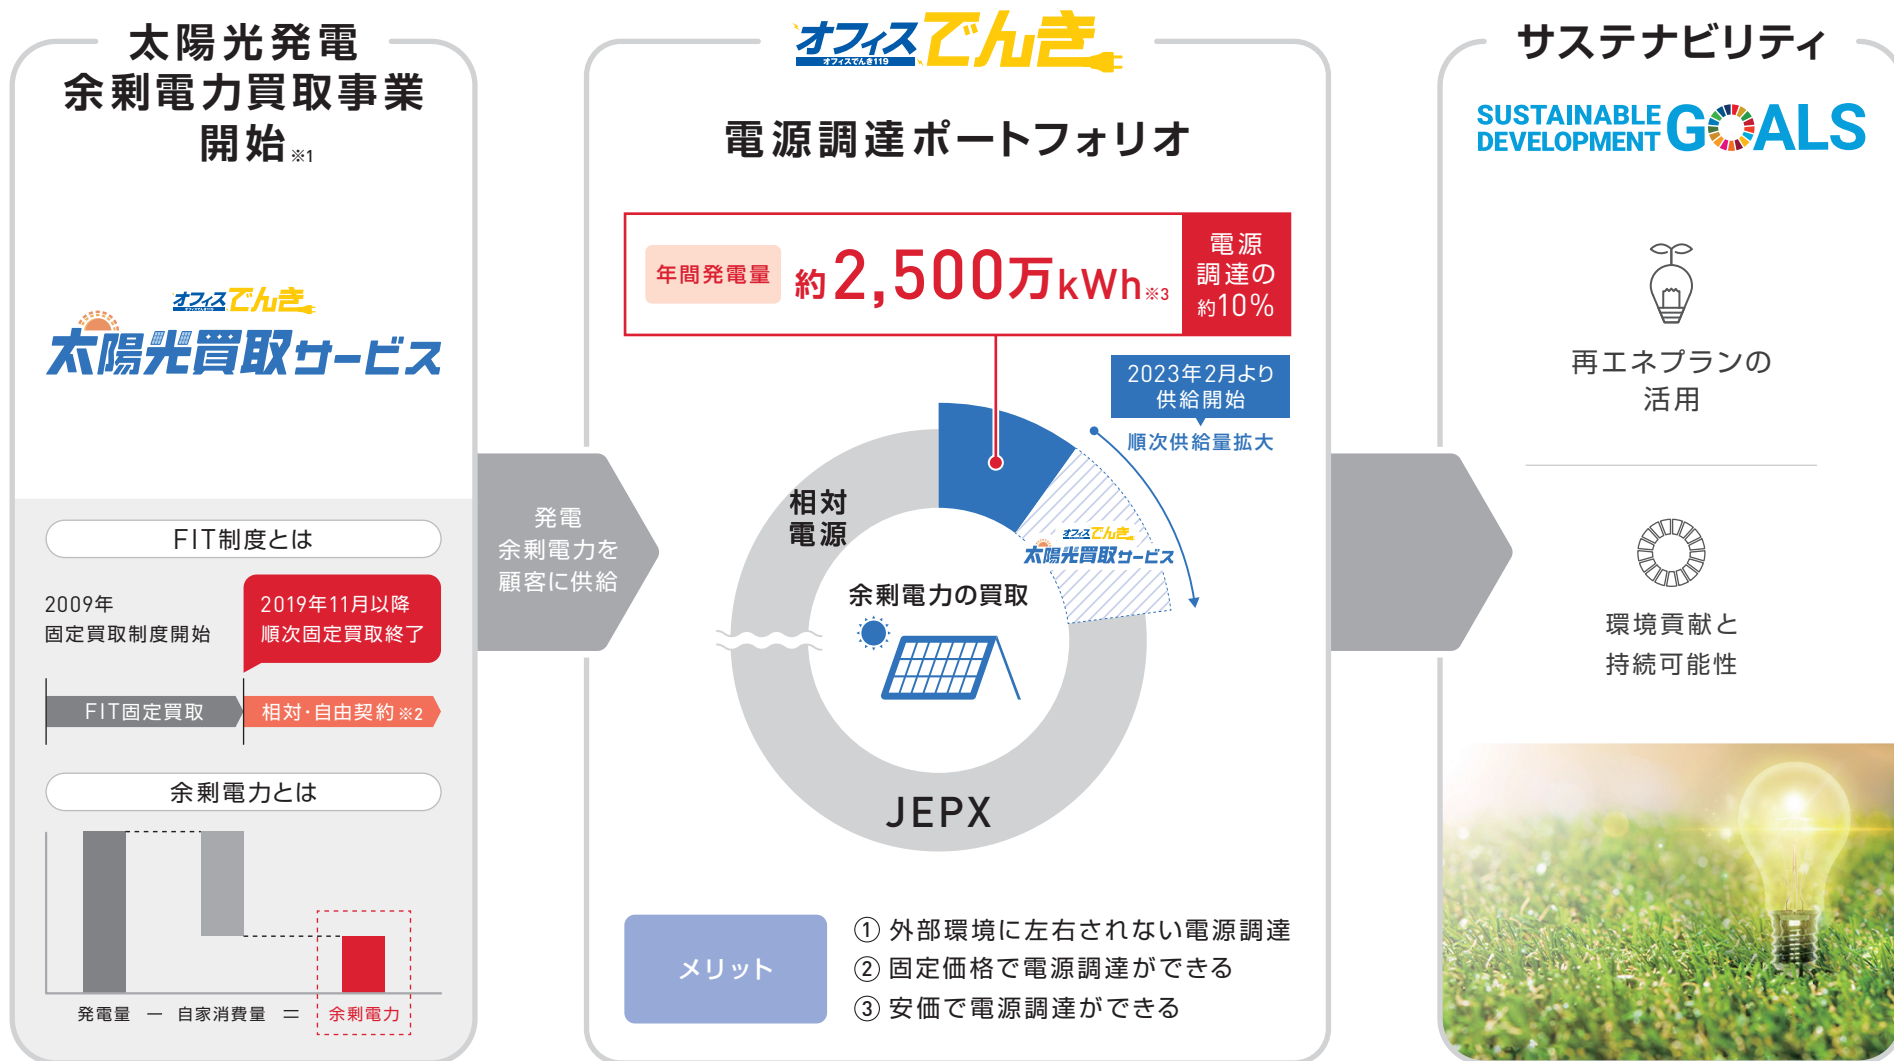 太陽光発電
余剰電力買取事業
開始※1
オフィスでんき
太陽光買取サービス
FIT制度とは
2009年
固定買取制度開始
2019年11月以降
順次固定買取終了
FIT固定買取
相対・自由契約※2
余剰電力とは
発電量 － 自家消費量 ＝ 余剰電力
発電
余剰電力を
顧客に供給
オフィスでんき
オフィスでんき119
電源調達ポートフォリオ
年間発電量 約2,500万kWh※3
電源
調達の
約10%
2023年2月より
供給開始
順次供給量拡大
相対
電源
オフィスでんき
太陽光買取サービス
余剰電力の買取
JEPX
メリット
① 外部環境に左右されない電源調達
② 固定価格で電源調達ができる
③ 安価で電源調達ができる
サステナビリティ
SUSTAINABLE
DEVELOPMENT GOALS
再エネプランの
活用
環境貢献と
持続可能性